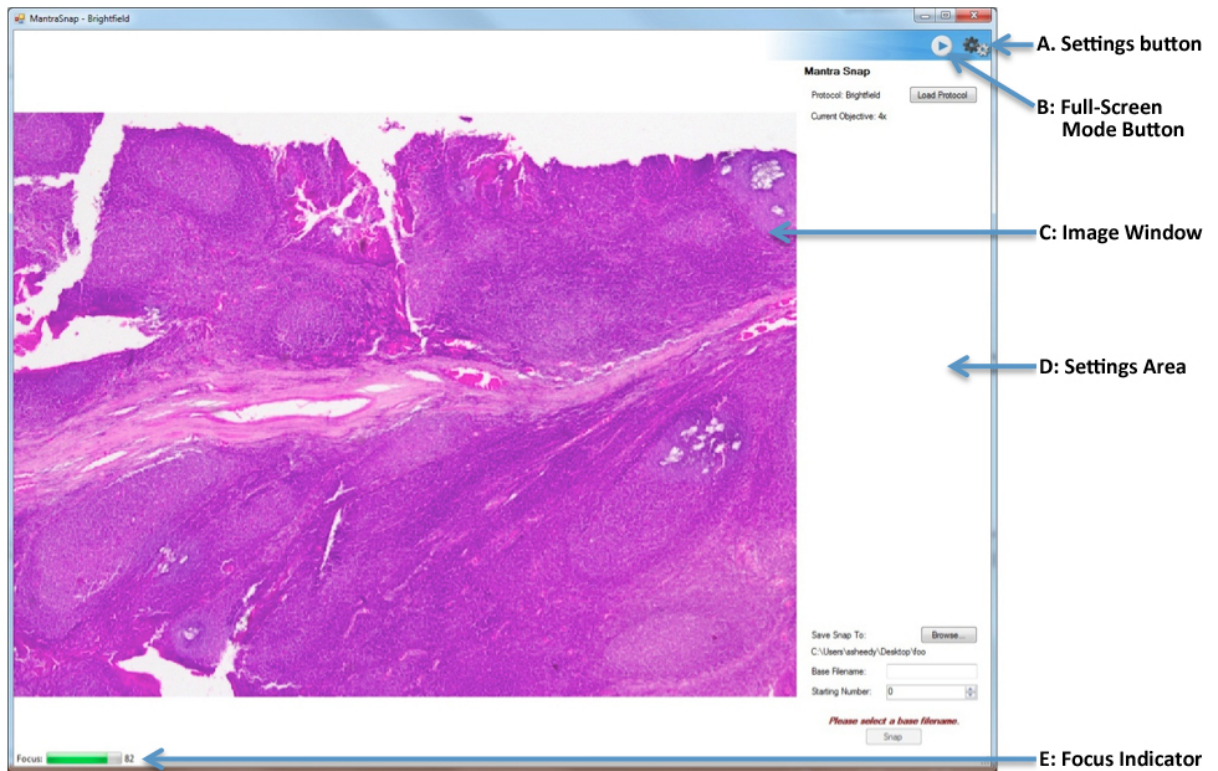 MantraSnap - Brightfield
A. Settings button
Mantra Snap
Protocol: Brightfield
Load Protocol
Current Objective: 4x
B: Full-Screen
Mode Button
C: Image Window
D: Settings Area
Save Snap To:
Browse...
C:\Users\asheedy\Desktop\foo
Base Filename:
Starting Number:
0
Please select a base filename.
Snap
Focus:
82
E: Focus Indicator